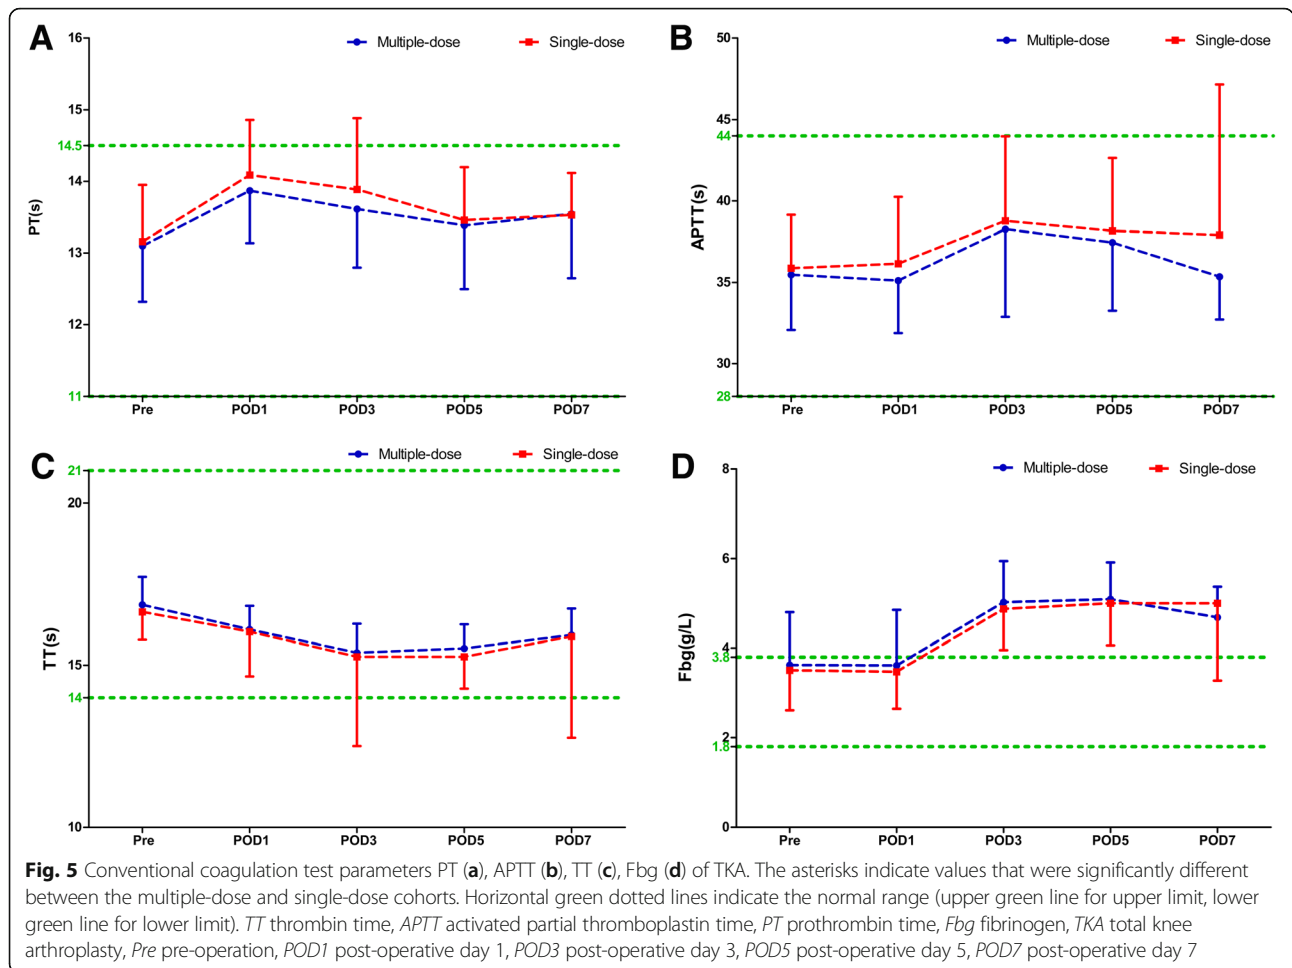 A
Multiple-dose
Single-dose
PT(s)
16
15
14.5
14
13
12
11
Pre
POD1
POD3
POD5
POD7
B
Multiple-dose
Single-dose
APTT(s)
50
45
44
40
35
30
28
Pre
POD1
POD3
POD5
POD7
C
Multiple-dose
Single-dose
TT(s)
21
20
15
14
10
Pre
POD1
POD3
POD5
POD7
D
Multiple-dose
Single-dose
Fbg(g/L)
8
6
4
3.8
2
1.8
0
Pre
POD1
POD3
POD5
POD7
Fig. 5 Conventional coagulation test parameters PT (a), APTT (b), TT (c), Fbg (d) of TKA. The asterisks indicate values that were significantly different
between the multiple-dose and single-dose cohorts. Horizontal green dotted lines indicate the normal range (upper green line for upper limit, lower
green line for lower limit). TT thrombin time, APTT activated partial thromboplastin time, PT prothrombin time, Fbg fibrinogen, TKA total knee
arthroplasty, Pre pre-operation, POD1 post-operative day 1, POD3 post-operative day 3, POD5 post-operative day 5, POD7 post-operative day 7